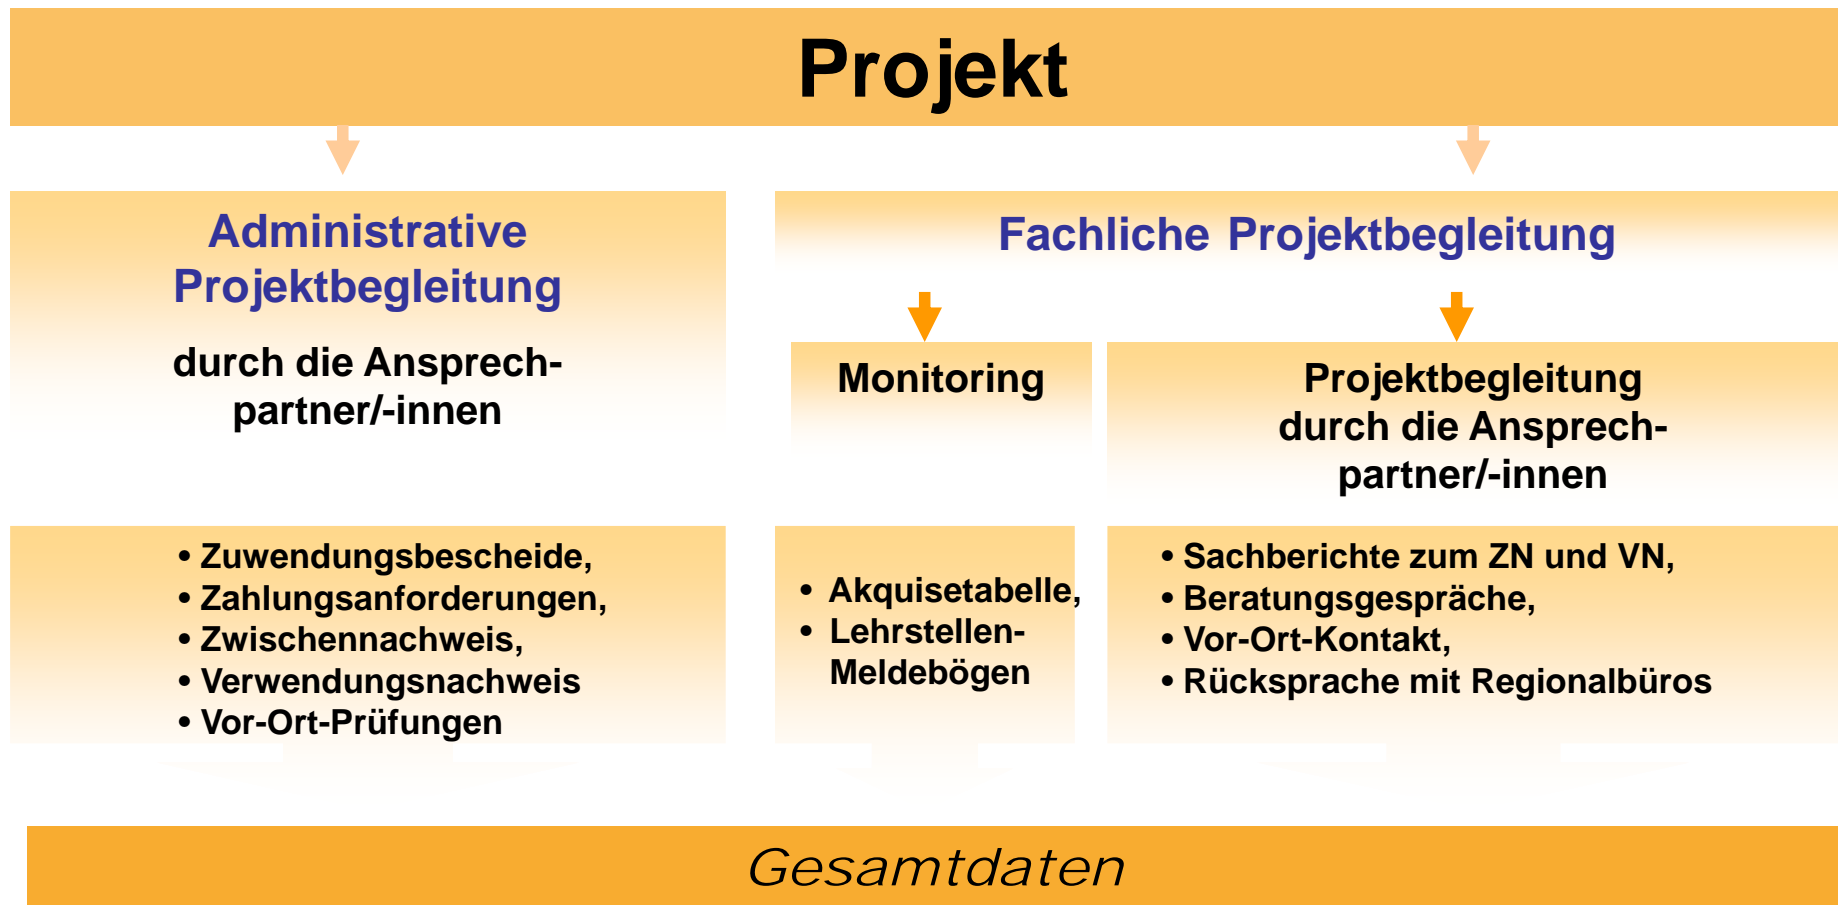 Projekt
Administrative
Projektbegleitung
durch die Ansprech-
partner/-innen
• Zuwendungsbescheide,
• Zahlungsanforderungen,
• Zwischennachweis,
• Verwendungsnachweis
• Vor-Ort-Prüfungen
Fachliche Projektbegleitung
Monitoring
• Akquisetabelle,
• Lehrstellen-
Meldebögen
Projektbegleitung
durch die Ansprech-
partner/-innen
• Sachberichte zum ZN und VN,
• Beratungsgespräche,
• Vor-Ort-Kontakt,
• Rücksprache mit Regionalbüros
Gesamtdaten